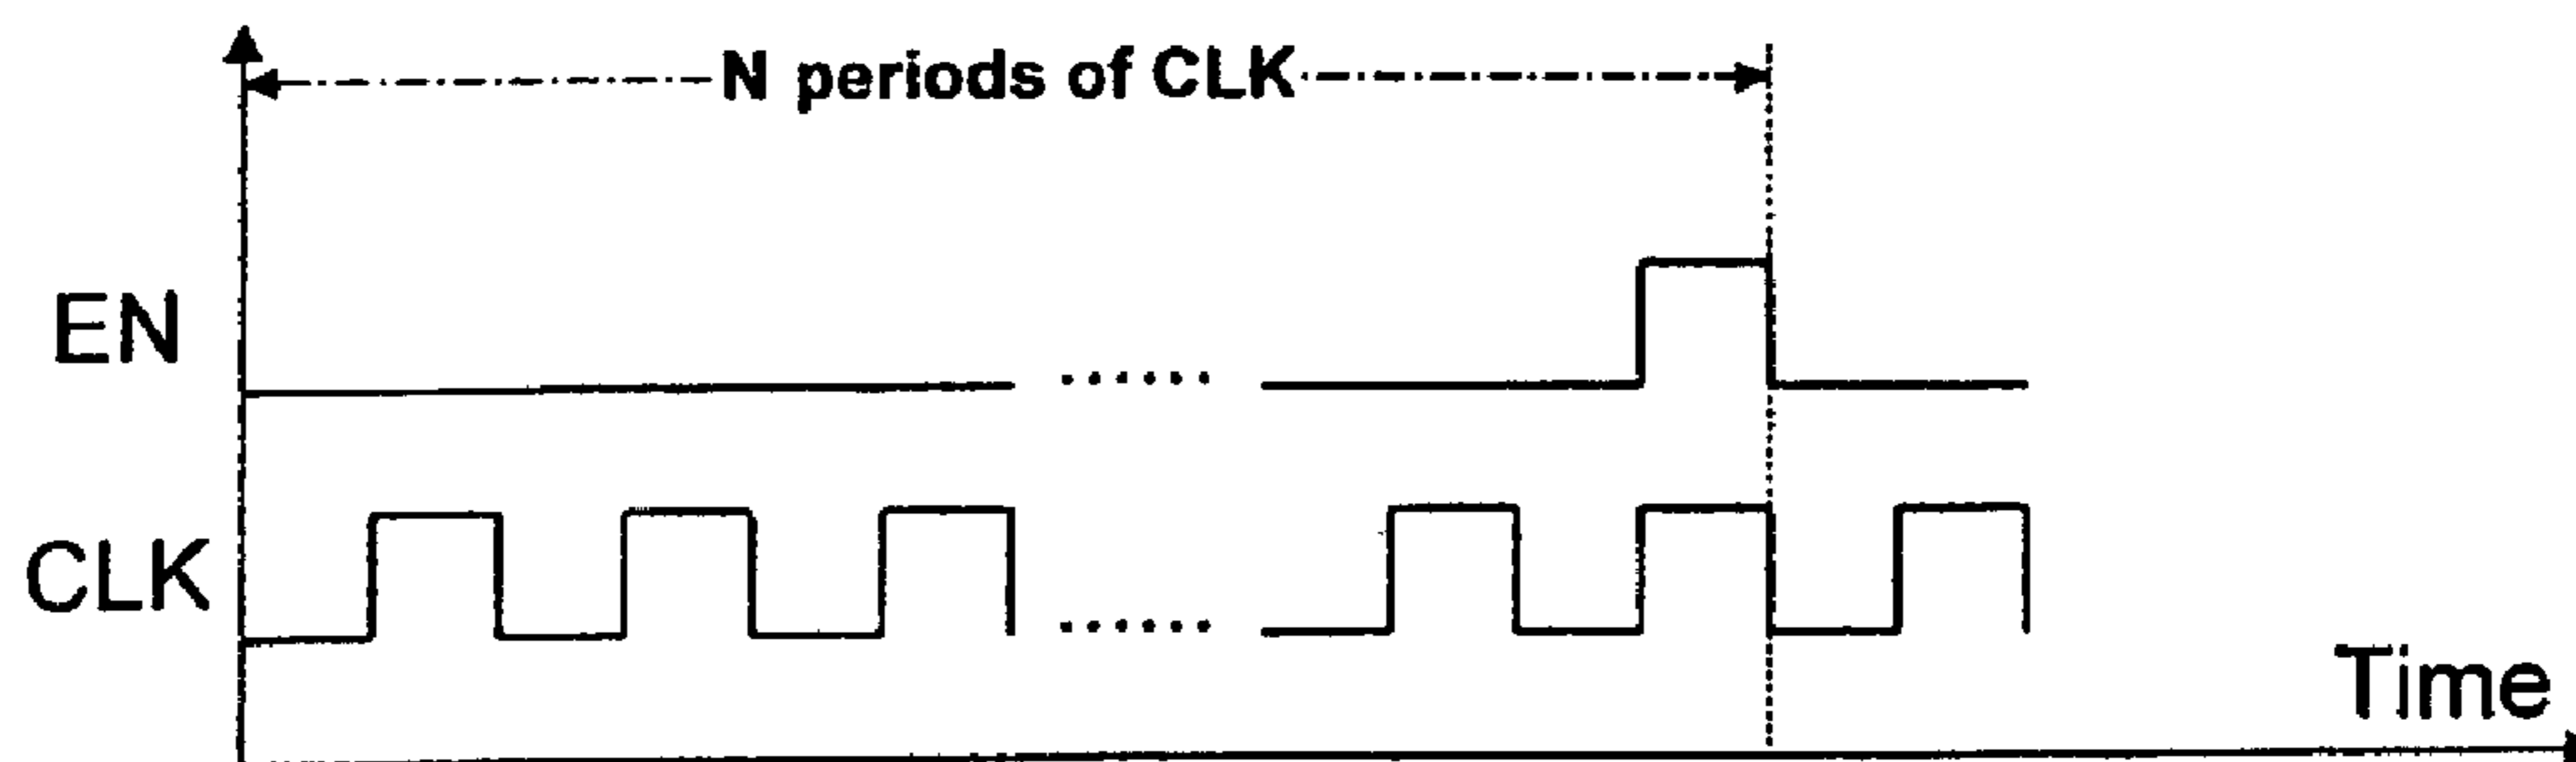 N periods of CLK
EN
......
CLK
......
Time